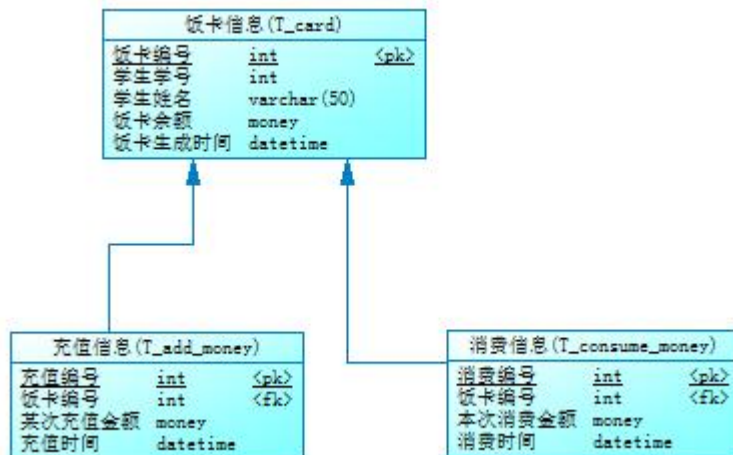 饭卡信息(T_card)
饭卡编号 int <pk>
学生学号 int
学生姓名 varchar(50)
饭卡余额 money
饭卡生成时间 datetime
充值信息(T_add_money)
充值编号 int <pk>
饭卡编号 int <fk>
某次充值金额 money
充值时间 datetime
消费信息(T_consume_money)
消费编号 int <pk>
饭卡编号 int <fk>
本次消费金额 money
消费时间 datetime